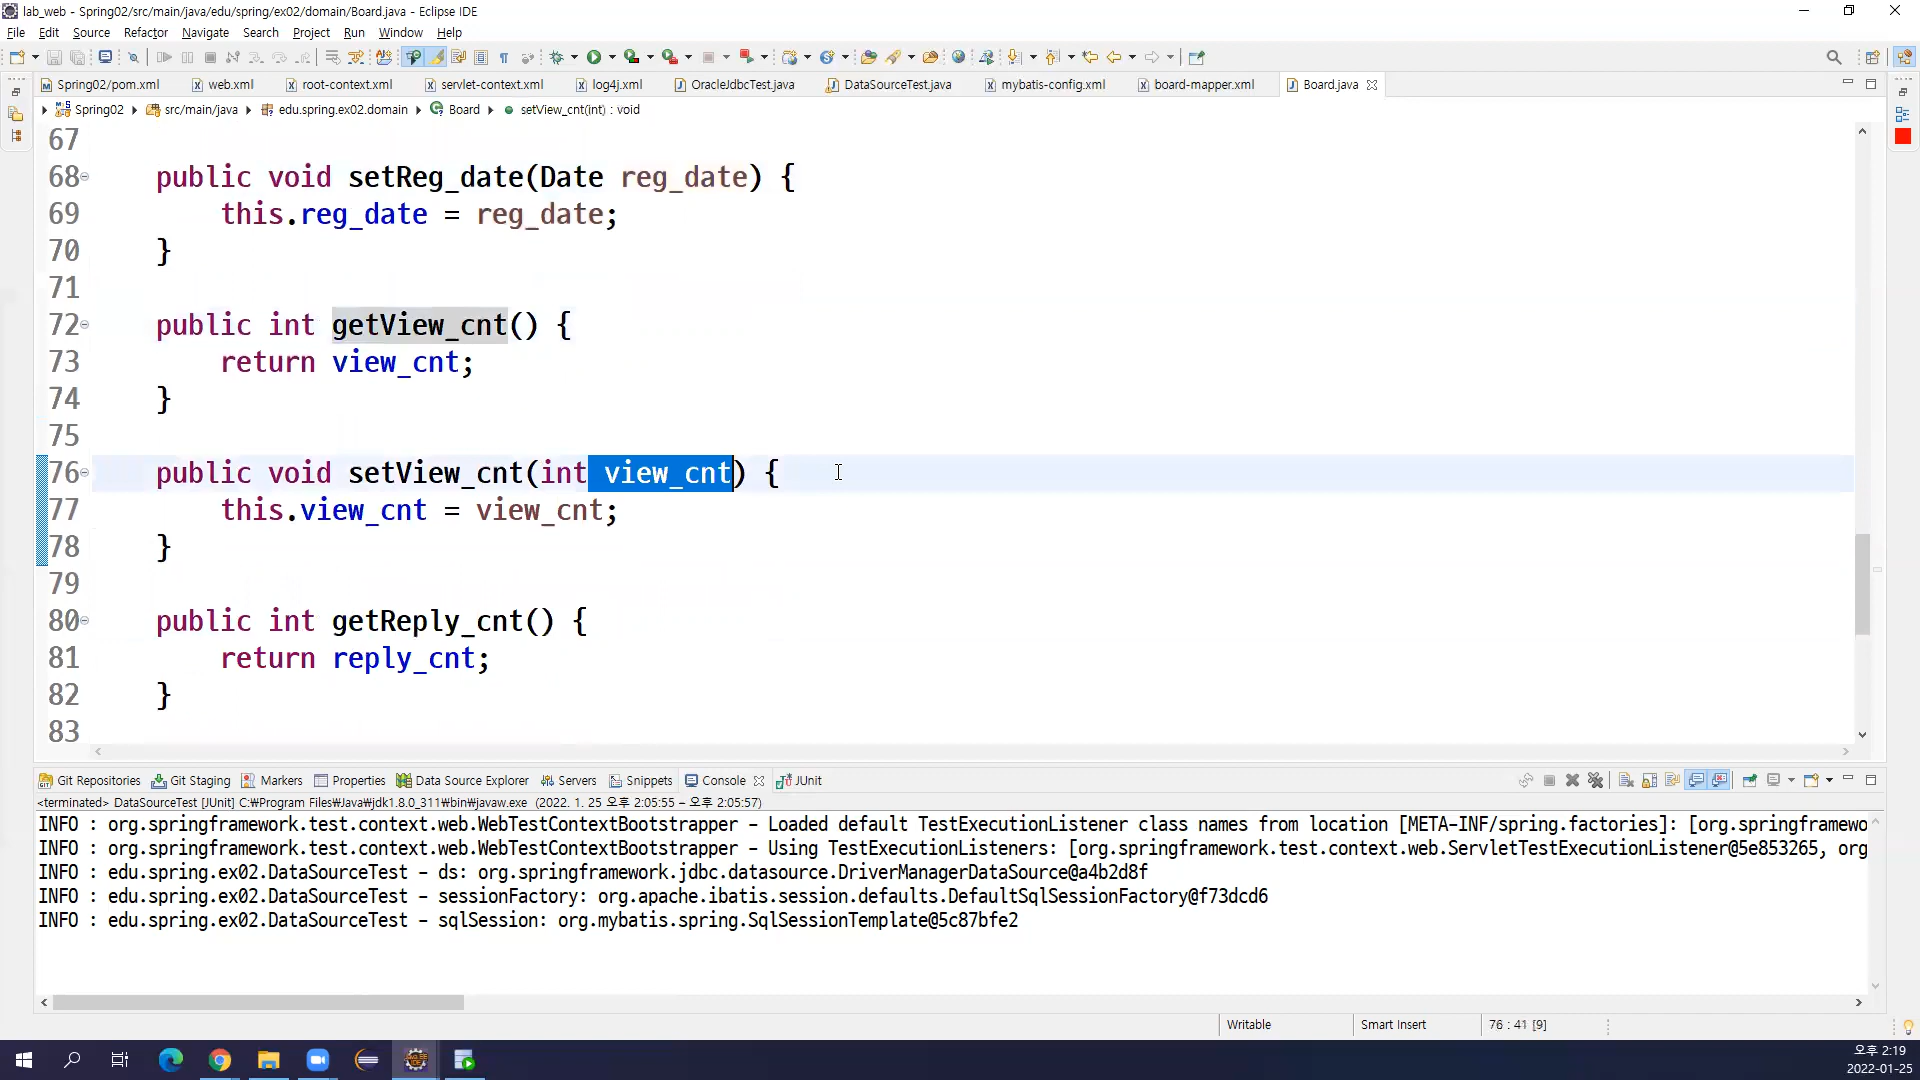 lab_web - Spring02/src/main/java/edu/spring/ex02/domain/Board.java - Eclipse IDE
File Edit Source Refactor Navigate Search Project Run Window Help
Spring02/pom.xml web.xml root-context.xml servlet-context.xml log4j.xml OracleJdbcTest.java DataSourceTest.java mybatis-config.xml board-mapper.xml Board.java
Spring02 src/main/java edu.spring.ex02.domain Board setView_cnt(int) : void
67
68 public void setReg_date(Date reg_date) {
69 this.reg_date = reg_date;
70 }
71
72 public int getView_cnt() {
73 return view_cnt;
74 }
75
76 public void setView_cnt(int view_cnt) {
77 this.view_cnt = view_cnt;
78 }
79
80 public int getReply_cnt() {
81 return reply_cnt;
82 }
83
Git Repositories Git Staging Markers Properties Data Source Explorer Servers Snippets Console JUnit
<terminated> DataSourceTest [JUnit] C:₩Program Files₩Java₩jdk1.8.0_311₩bin₩javaw.exe (2022. 1. 25 오후 2:05:55 – 오후 2:05:57)
INFO : org.springframework.test.context.web.WebTestContextBootstrapper - Loaded default TestExecutionListener class names from location [META-INF/spring.factories]: [org.springframewo
INFO : org.springframework.test.context.web.WebTestContextBootstrapper - Using TestExecutionListeners: [org.springframework.test.context.web.ServletTestExecutionListener@5e853265, org
INFO : edu.spring.ex02.DataSourceTest - ds: org.springframework.jdbc.datasource.DriverManagerDataSource@a4b2d8f
INFO : edu.spring.ex02.DataSourceTest - sessionFactory: org.apache.ibatis.session.defaults.DefaultSqlSessionFactory@f73dcd6
INFO : edu.spring.ex02.DataSourceTest - sqlSession: org.mybatis.spring.SqlSessionTemplate@5c87bfe2
Writable Smart Insert 76 : 41 [9]
오후 2:19
2022-01-25